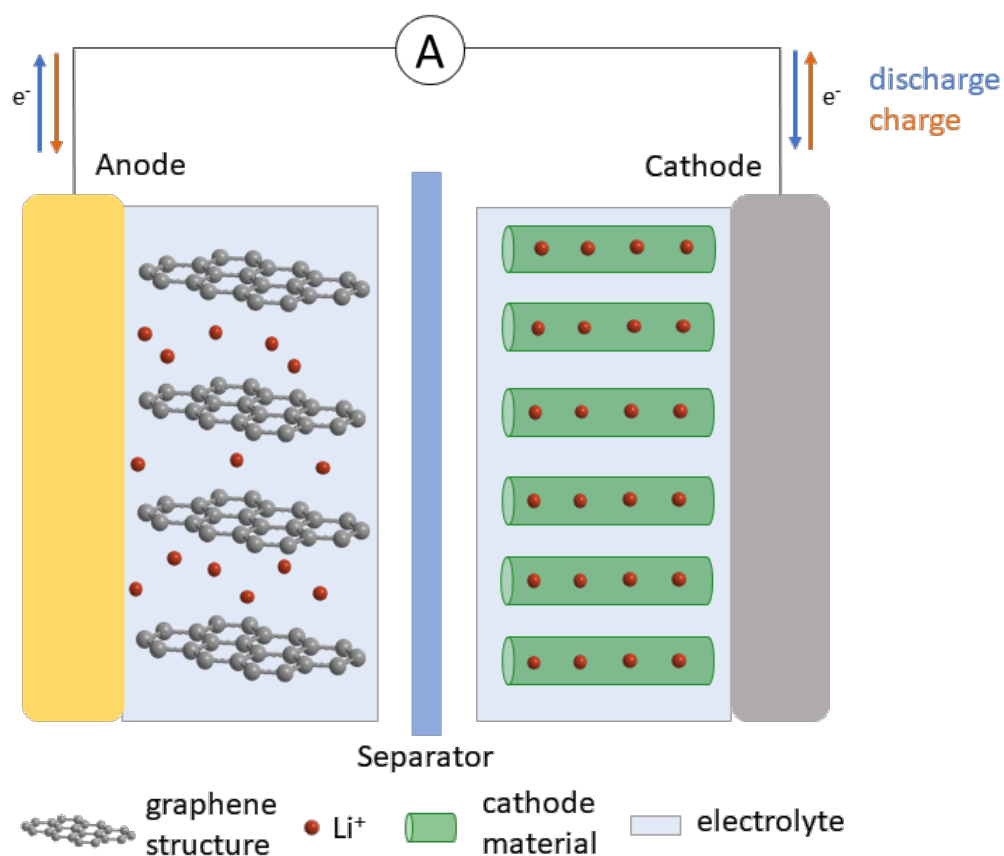 A
e-
e-
discharge
charge
Anode
Cathode
Separator
graphene
structure
Li+
cathode
material
electrolyte